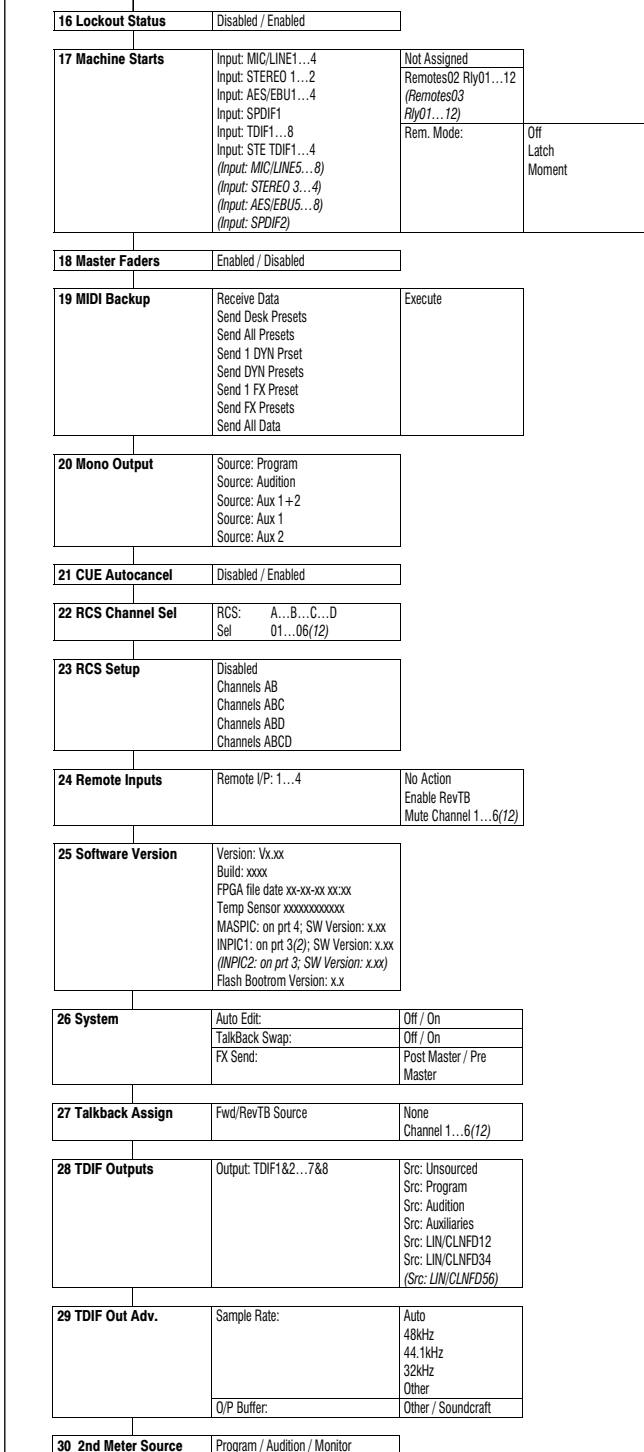 16 Lockout Status Disabled / Enabled
17 Machine Starts Input: MIC/LINE1...4 Not Assigned
Input: STEREO 1...2 Remotes02 Rly01...12
Input: AES/EBU1...4 (Remotes03
Input: SPDIF1 Rly01...12)
Input: TDIF1...8 Rem. Mode: Off
Input: STE TDIF1...4 Latch
(Input: MIC/LINE5...8) Moment
(Input: STEREO 3...4)
(Input: AES/EBU5...8)
(Input: SPDIF2)
18 Master Faders Enabled / Disabled
19 MIDI Backup Receive Data Execute
Send Desk Presets
Send All Presets
Send 1 DYN Prset
Send DYN Presets
Send 1 FX Preset
Send FX Presets
Send All Data
20 Mono Output Source: Program
Source: Audition
Source: Aux 1+2
Source: Aux 1
Source: Aux 2
21 CUE Autocancel Disabled / Enabled
22 RCS Channel Sel RCS: A...B...C...D
Sel 01...06(12)
23 RCS Setup Disabled
Channels AB
Channels ABC
Channels ABD
Channels ABCD
24 Remote Inputs Remote I/P: 1...4 No Action
Enable RevTB
Mute Channel 1...6(12)
25 Software Version Version: Vx.xx
Build: xxxx
FPGA file date xx-xx-xx xx:xx
Temp Sensor xxxxxxxxxxxx
MASPIC: on prt 4; SW Version: x.xx
INPIC1: on prt 3(2); SW Version: x.xx
(INPIC2: on prt 3; SW Version: x.xx)
Flash Bootrom Version: x.x
26 System Auto Edit: Off / On
TalkBack Swap: Off / On
FX Send: Post Master / Pre
Master
27 Talkback Assign Fwd/RevTB Source None
Channel 1...6(12)
28 TDIF Outputs Output: TDIF1&2...7&8 Src: Unsourced
Src: Program
Src: Audition
Src: Auxiliaries
Src: LIN/CLNFD12
Src: LIN/CLNFD34
(Src: LIN/CLNFD56)
29 TDIF Out Adv. Sample Rate: Auto
48kHz
44.1kHz
32kHz
Other
O/P Buffer: Other / Soundcraft
30 2nd Meter Source Program / Audition / Monitor